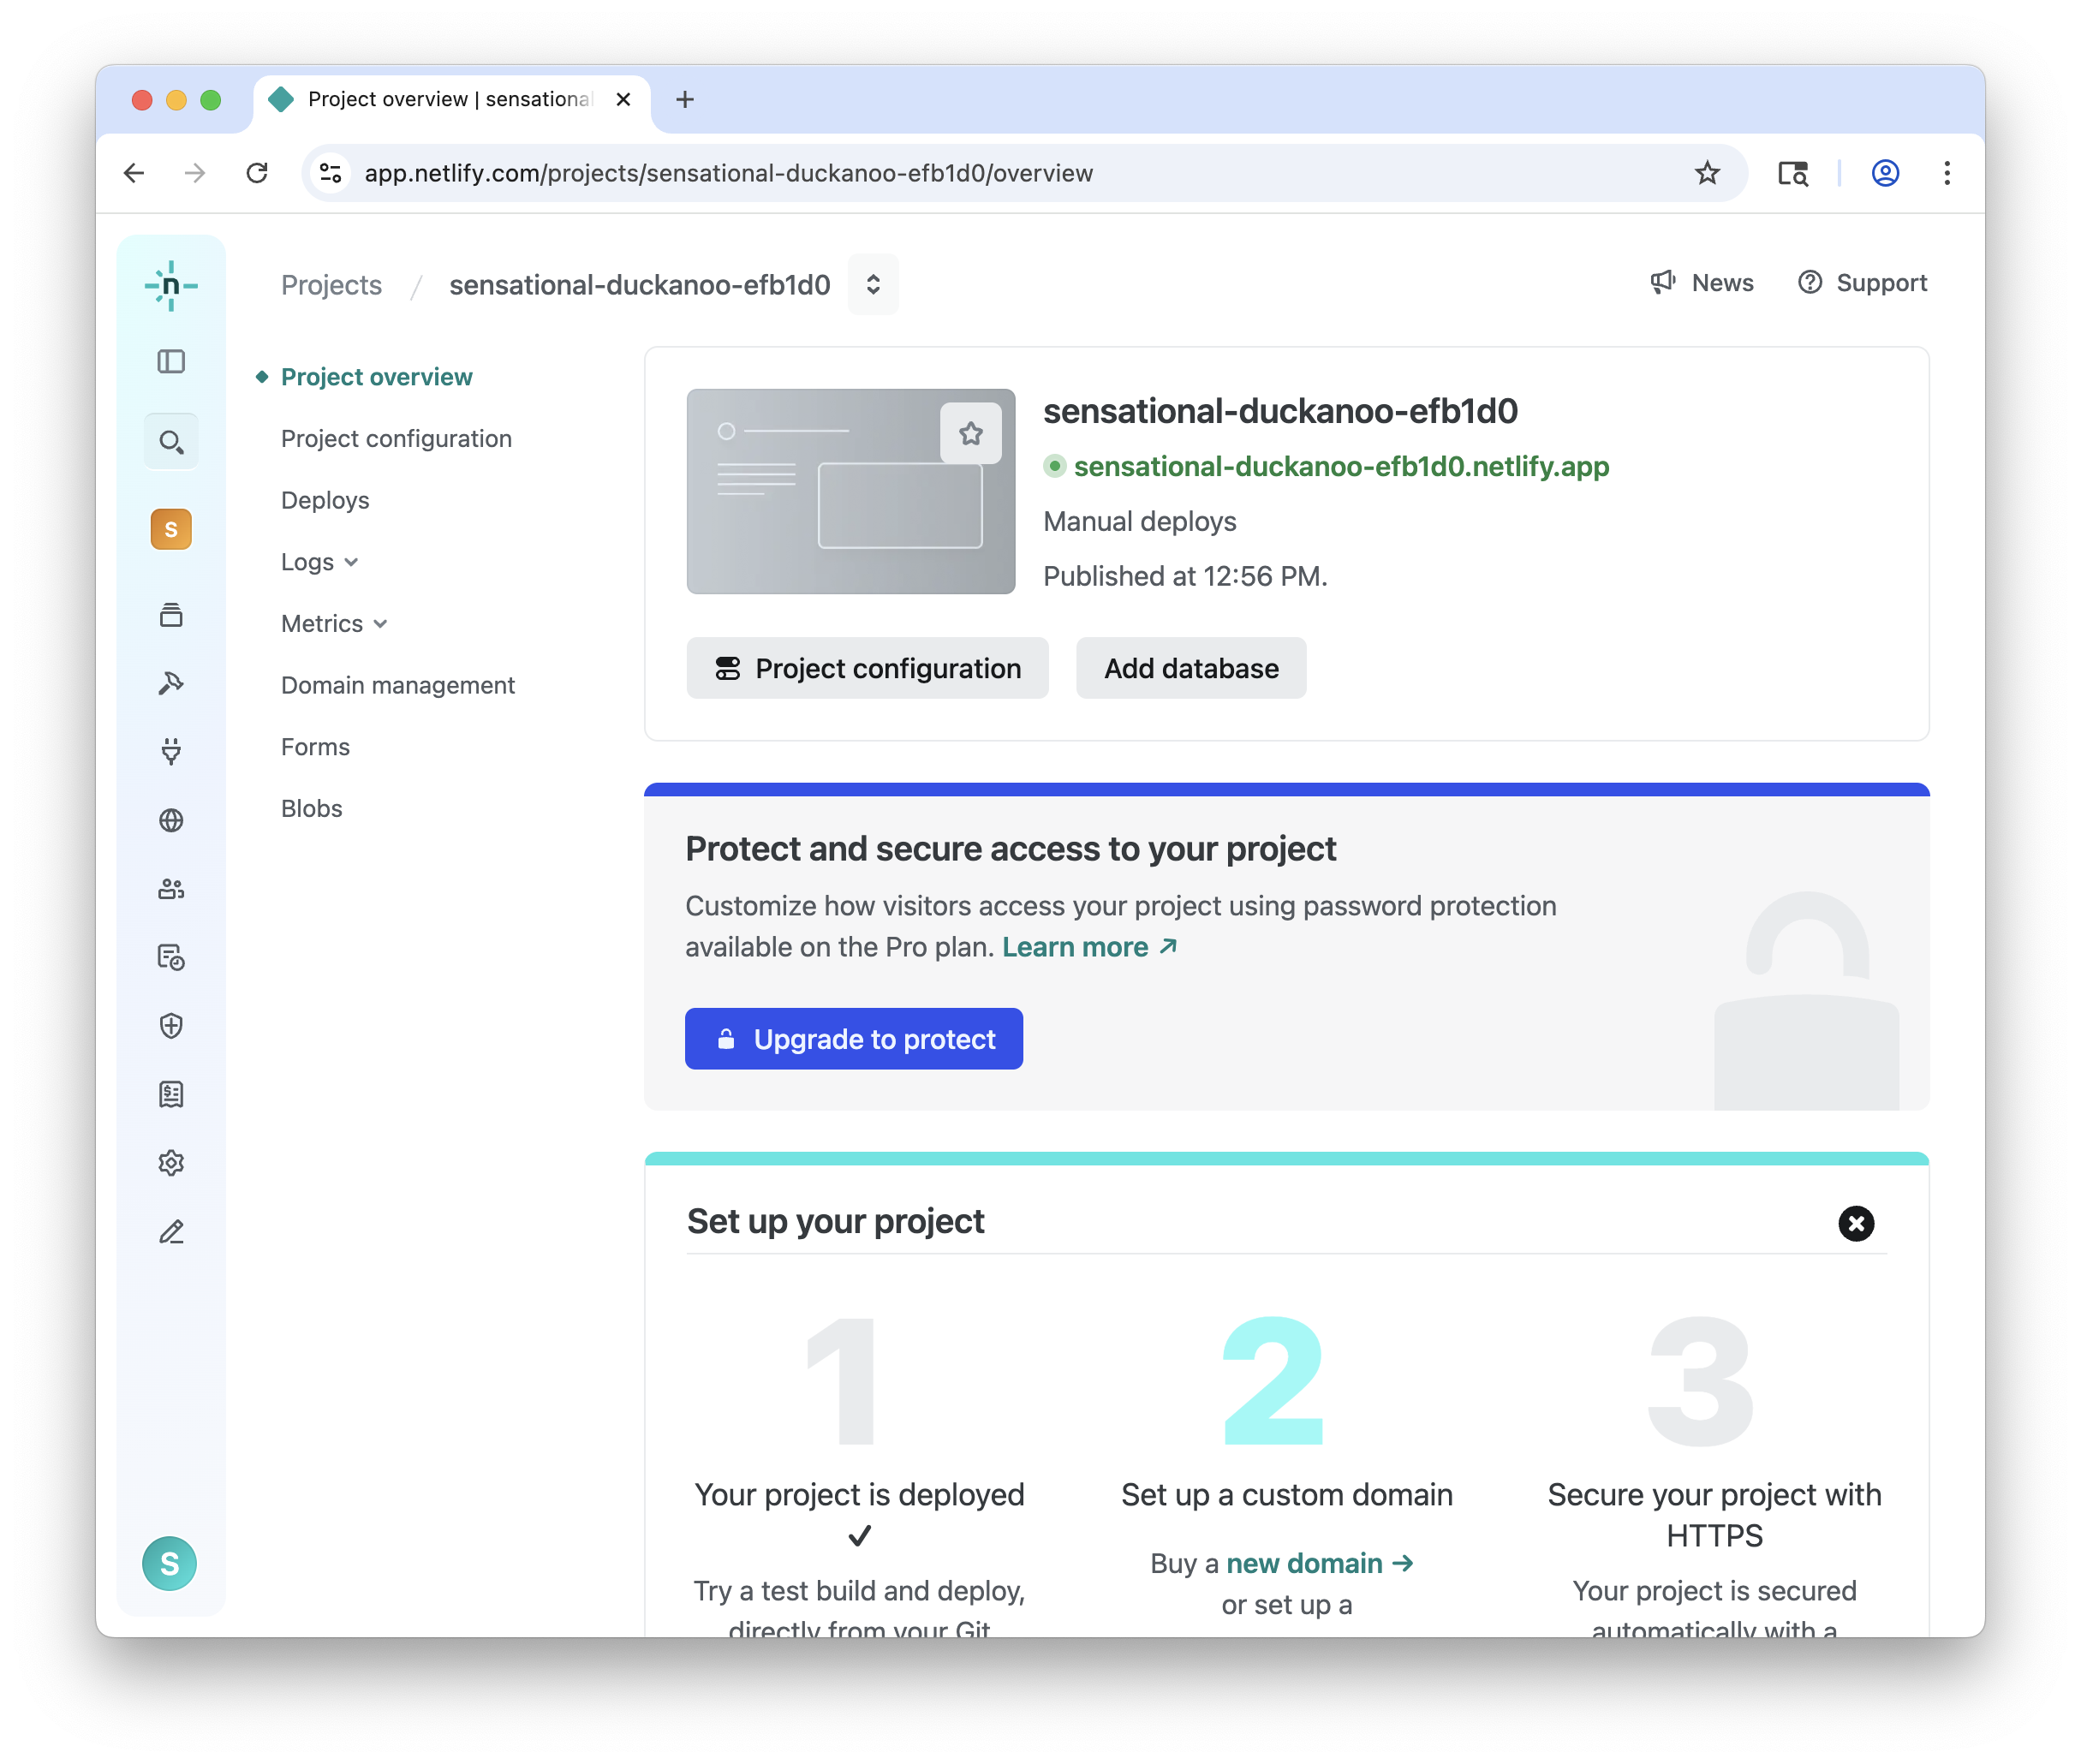 Project overview | sensational
app.netlify.com/projects/sensational-duckanoo-efb1d0/overview
n
Projects / sensational-duckanoo-efb1d0
News
Support
S
Project overview
Project configuration
Deploys
Logs
Metrics
Domain management
Forms
Blobs
S
sensational-duckanoo-efb1d0
sensational-duckanoo-efb1d0.netlify.app
Manual deploys
Published at 12:56 PM.
Project configuration
Add database
Protect and secure access to your project
Customize how visitors access your project using password protection
available on the Pro plan. Learn more
Upgrade to protect
Set up your project
1
Your project is deployed
Try a test build and deploy,
directly from your Git
2
Set up a custom domain
Buy a new domain →
or set up a
3
Secure your project with
HTTPS
Your project is secured
automatically with a